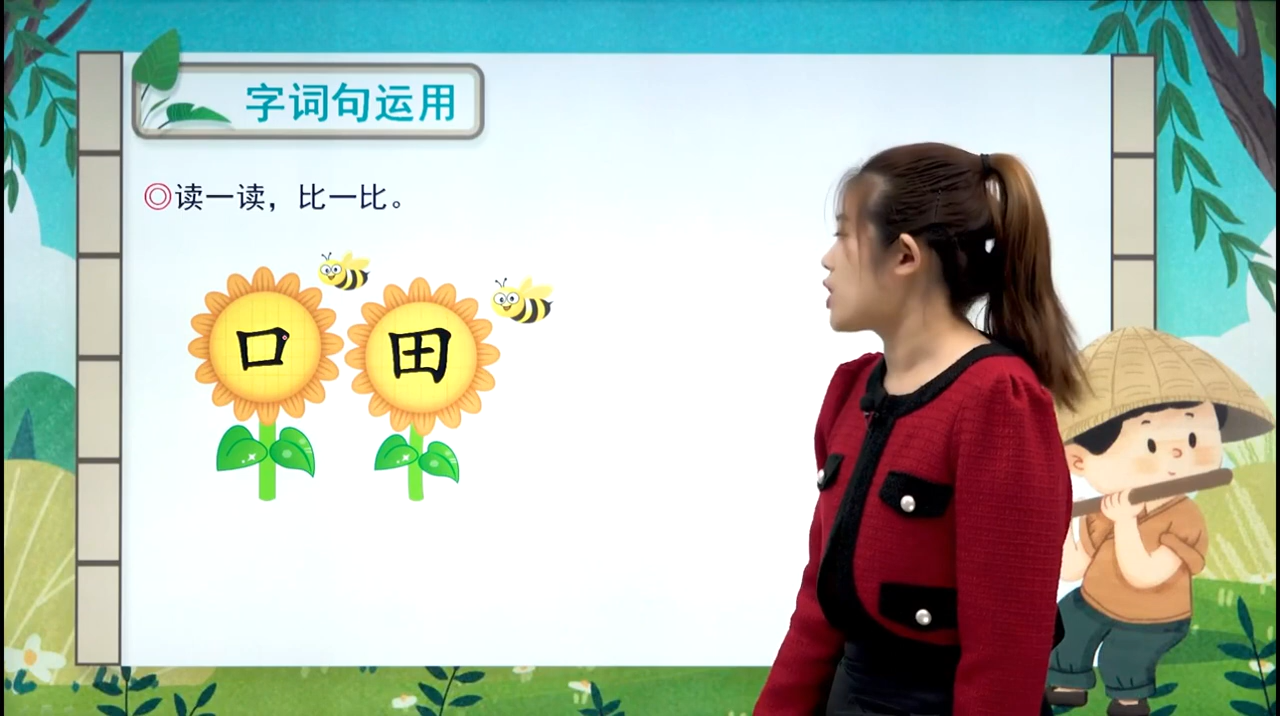 字词句运用
◎读一读，比一比。
口 田